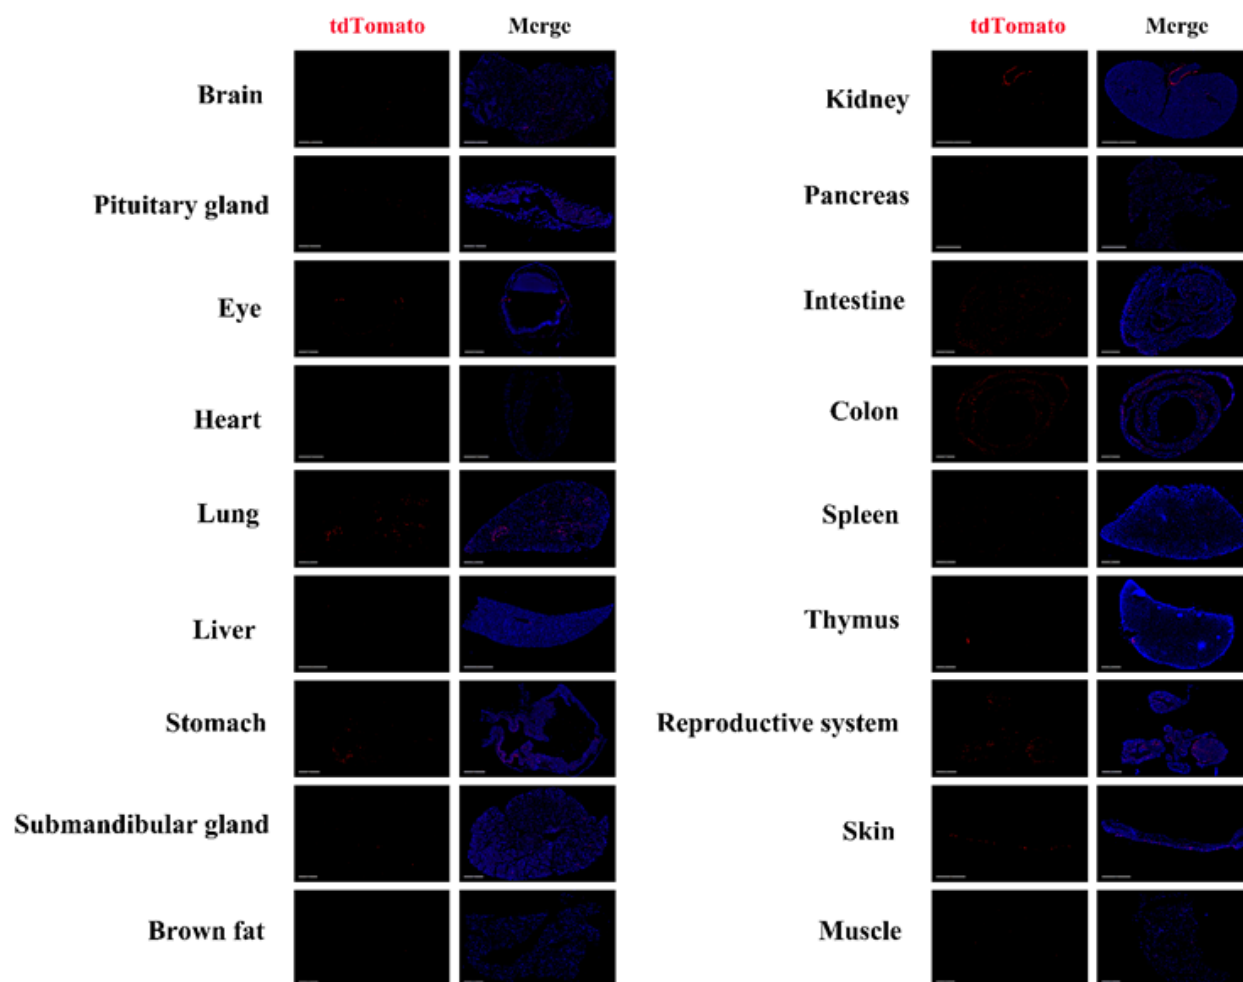 tdTomato Merge tdTomato Merge
Brain Kidney
Pituitary gland Pancreas
Eye Intestine
Heart Colon
Lung Spleen
Liver Thymus
Stomach Reproductive system
Submandibular gland Skin
Brown fat Muscle